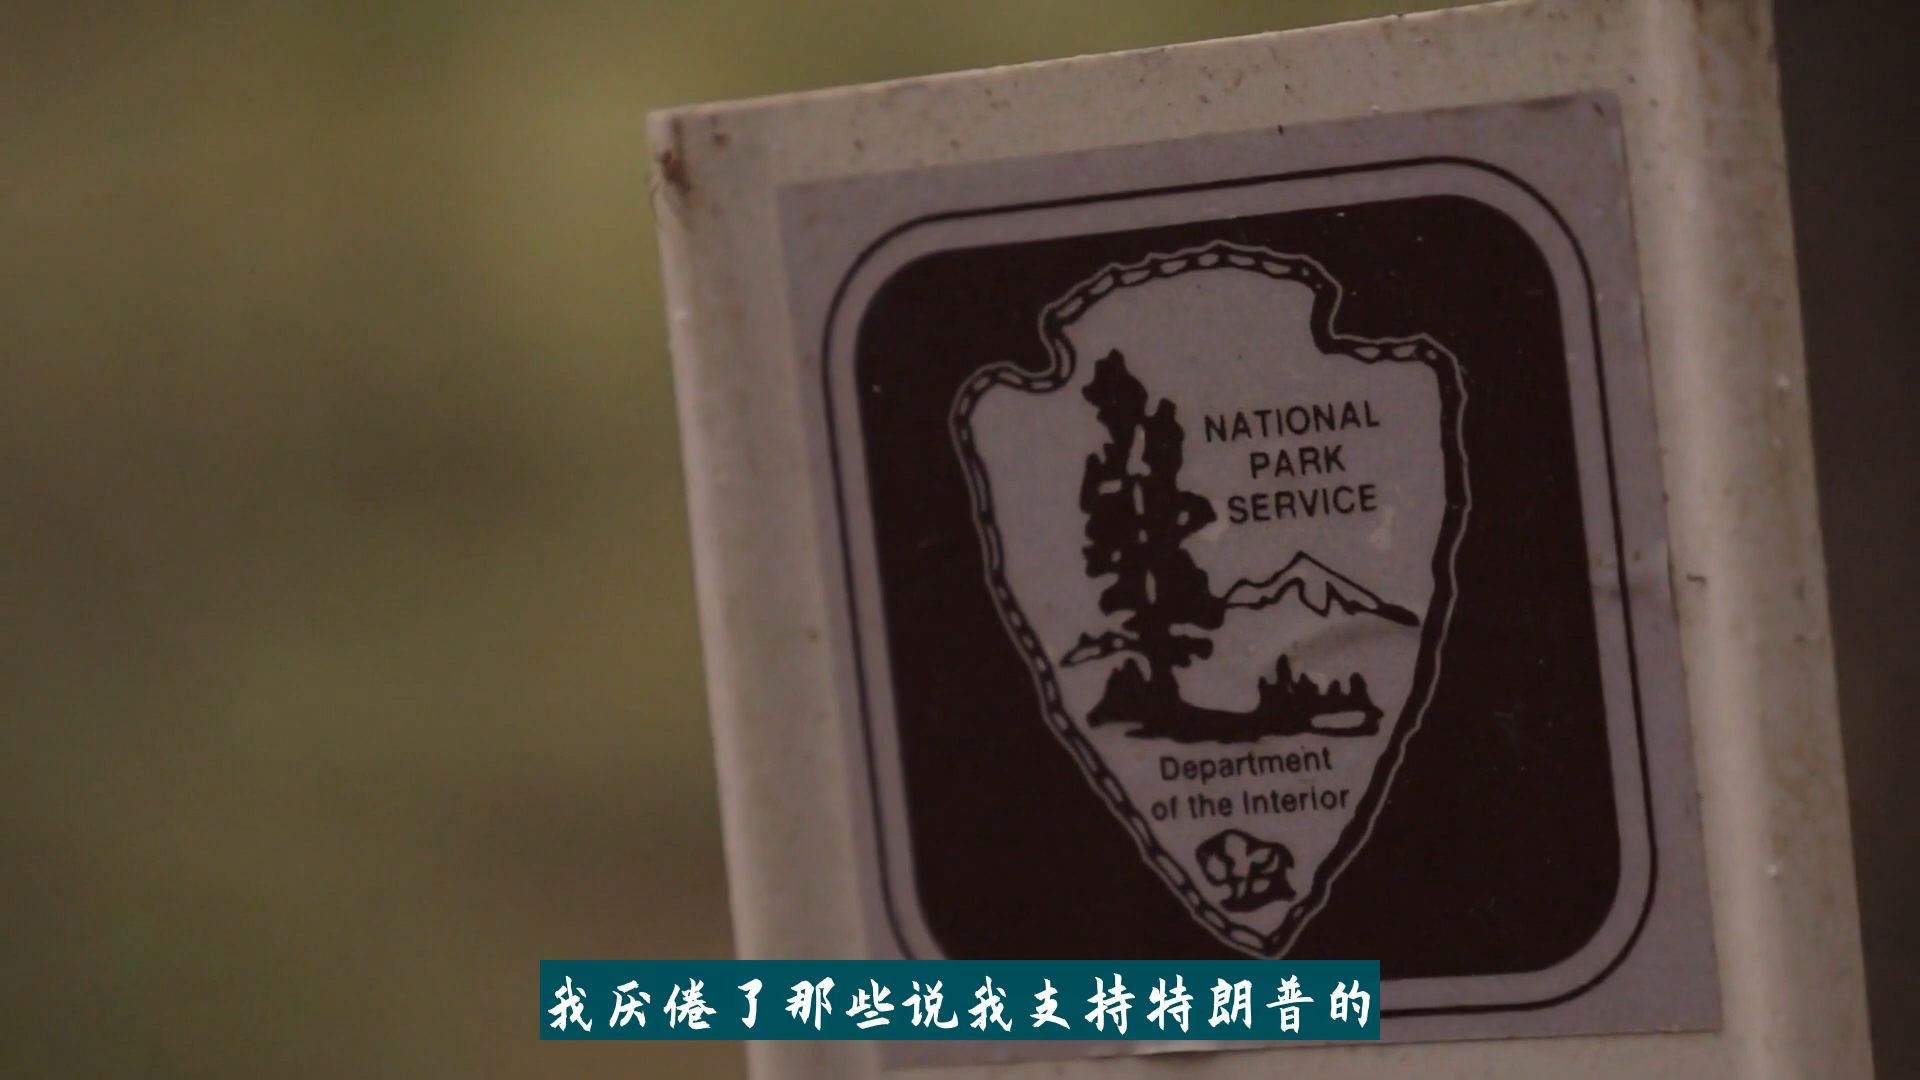 NATIONAL
PARK
SERVICE
Department
of the Interior
我厌倦了那些说我支持特朗普的